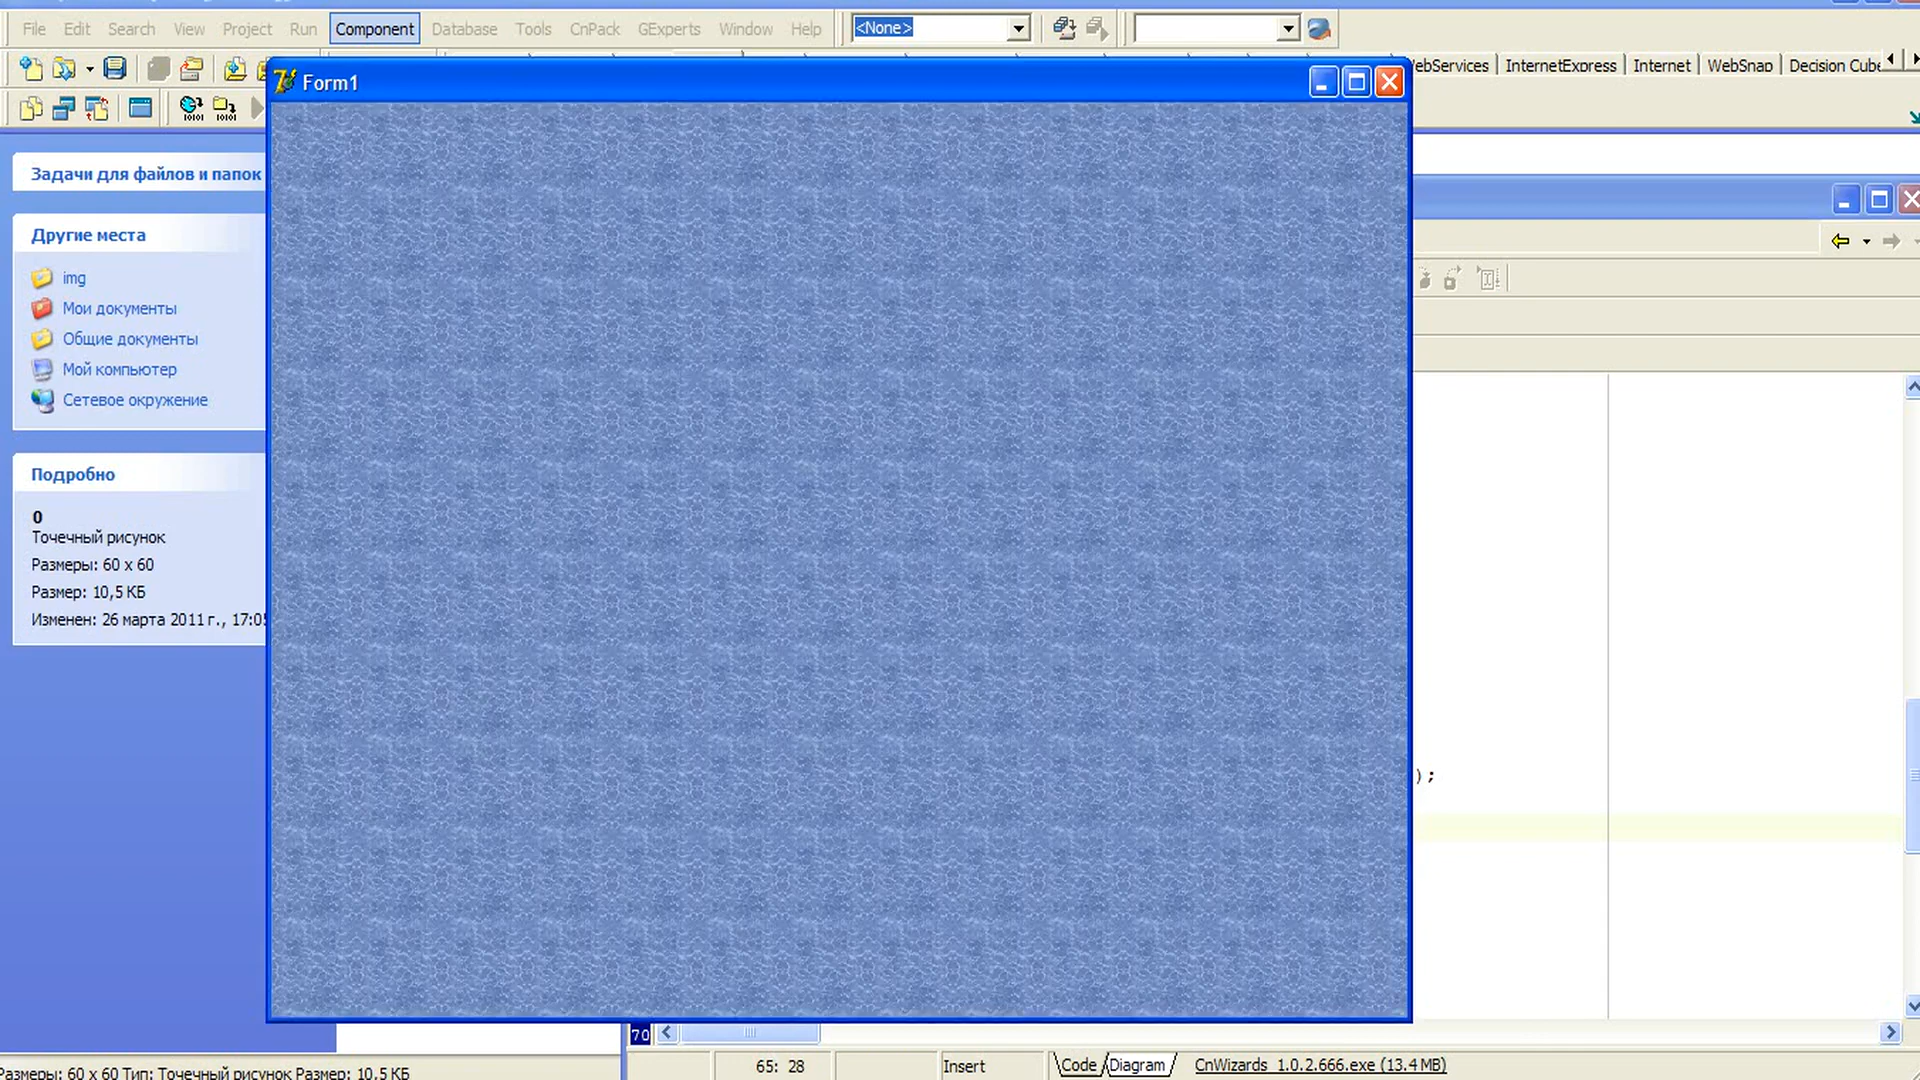 File Edit Search View Project Run Component Database Tools CnPack GExperts Window Help <None>
ebServices InternetExpress Internet WebSnap Decision Cube
Form1
Задачи для файлов и папок
Другие места
img
Мои документы
Общие документы
Мой компьютер
Сетевое окружение
Подробно
0
Точечный рисунок
Размеры: 60 x 60
Размер: 10,5 КБ
Изменен: 26 марта 2011 г., 17:05
);
70
65: 28 Insert Code Diagram CnWizards_1.0.2.666.exe (13.4 MB)
Размеры: 60 x 60 Тип: Точечный рисунок Размер: 10,5 КБ